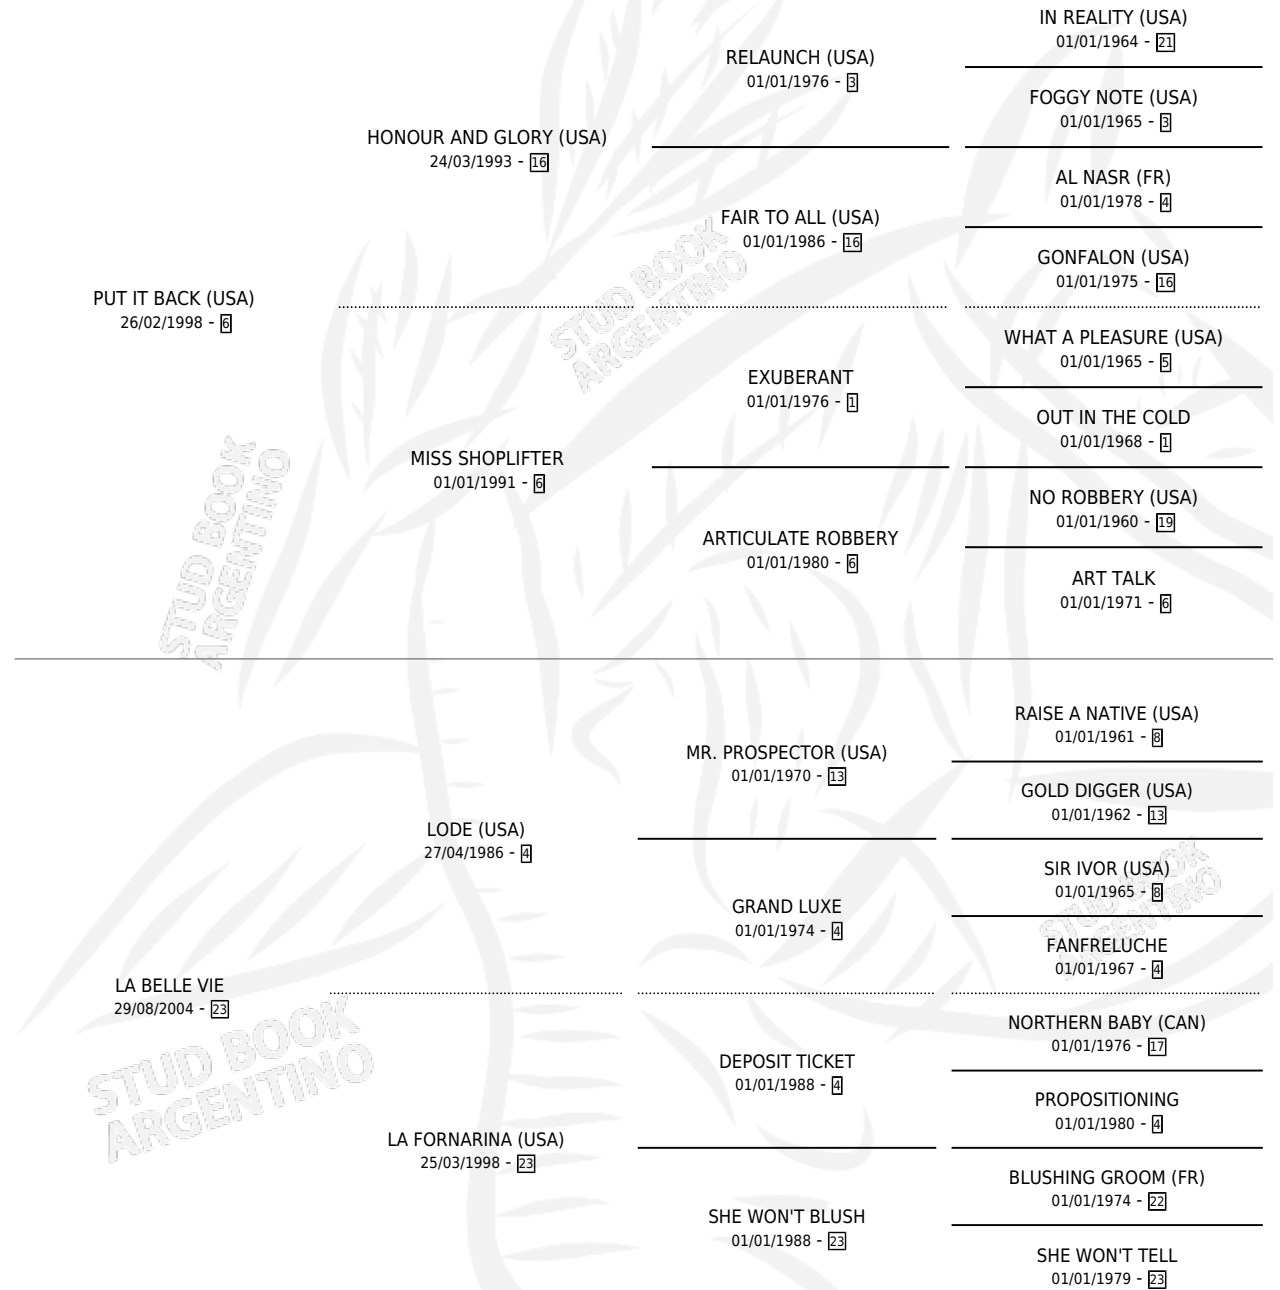 IN REALITY (USA)
01/01/1964 - 21
RELAUNCH (USA)
01/01/1976 - 3
FOGGY NOTE (USA)
01/01/1965 - 3
HONOUR AND GLORY (USA)
24/03/1993 - 16
AL NASR (FR)
01/01/1978 - 4
FAIR TO ALL (USA)
01/01/1986 - 16
GONFALON (USA)
01/01/1975 - 16
PUT IT BACK (USA)
26/02/1998 - 6
STUD BOOK
ARGENTINO
WHAT A PLEASURE (USA)
01/01/1965 - 5
EXUBERANT
01/01/1976 - 1
OUT IN THE COLD
01/01/1968 - 1
MISS SHOPLIFTER
01/01/1991 - 6
NO ROBBERY (USA)
01/01/1960 - 19
ARTICULATE ROBBERY
01/01/1980 - 6
ART TALK
01/01/1971 - 6
STUD BOOK
ARGENTINO
RAISE A NATIVE (USA)
01/01/1961 - 8
MR. PROSPECTOR (USA)
01/01/1970 - 13
GOLD DIGGER (USA)
01/01/1962 - 13
LODE (USA)
27/04/1986 - 4
SIR IVOR (USA)
01/01/1965 - 8
GRAND LUXE
01/01/1974 - 4
FANFRELUCHE
01/01/1967 - 4
STUD BOOK
ARGENTINO
LA BELLE VIE
29/08/2004 - 23
NORTHERN BABY (CAN)
01/01/1976 - 17
DEPOSIT TICKET
01/01/1988 - 4
PROPOSITIONING
01/01/1980 - 4
STUD BOOK
ARGENTINO
LA FORNARINA (USA)
25/03/1998 - 23
BLUSHING GROOM (FR)
01/01/1974 - 22
SHE WON'T BLUSH
01/01/1988 - 23
SHE WON'T TELL
01/01/1979 - 23